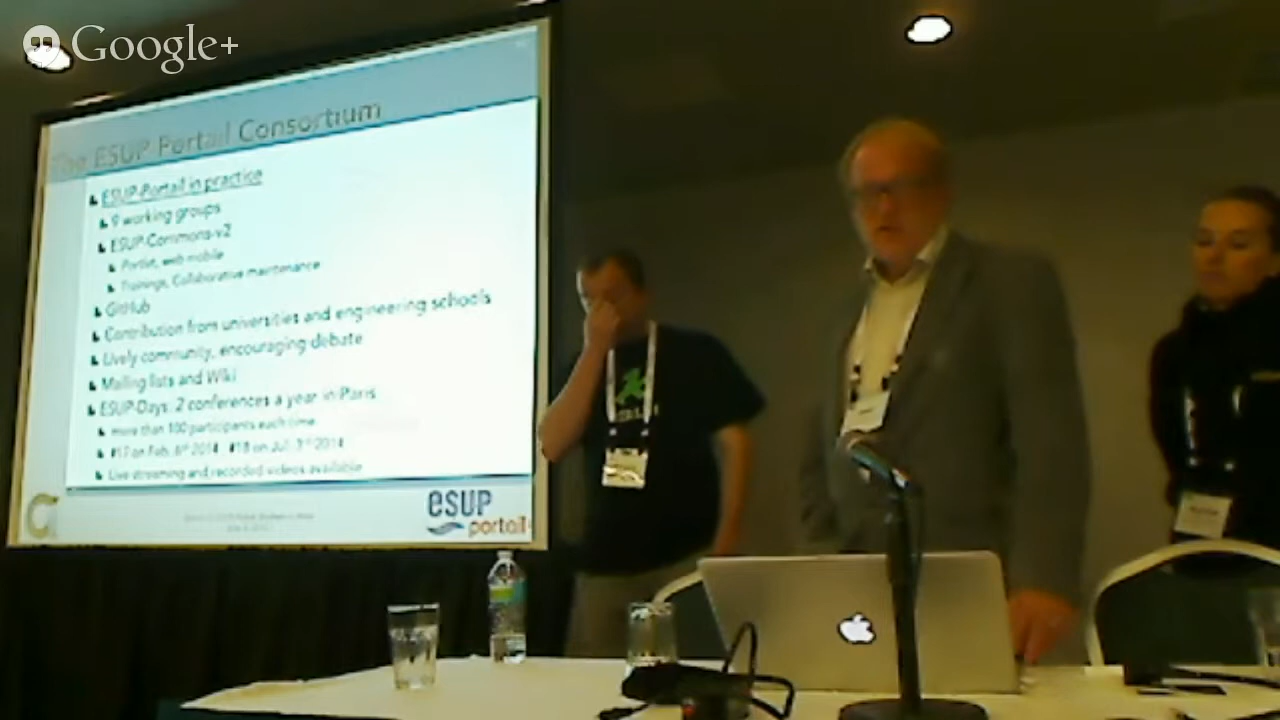 Google+
The ESUP Portail Consortium
ESUP-Portail in practice
9 working groups
ESUP-Commons-v2
Portlet, web mobile
Trainings, Collaborative maintenance
GitHub
Contribution from universities and engineering schools
Lively community, encouraging debate
Mailing lists and Wiki
ESUP-Days: 2 conferences a year in Paris
more than 100 participants each time
#17 on Feb. 6th 2014 #18 on Jul. 3rd 2014
Live streaming and recorded videos available
esup
portail